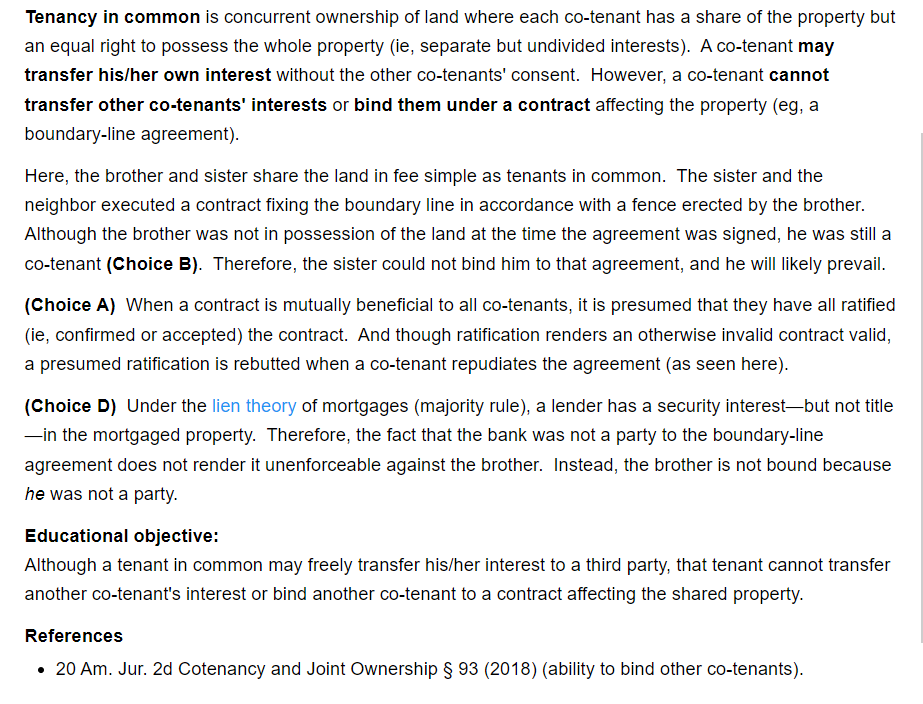 Tenancy in common is concurrent ownership of land where each co-tenant has a share of the property but
an equal right to possess the whole property (ie, separate but undivided interests).  A co-tenant may
transfer his/her own interest without the other co-tenants' consent.  However, a co-tenant cannot
transfer other co-tenants' interests or bind them under a contract affecting the property (eg, a
boundary-line agreement).
Here, the brother and sister share the land in fee simple as tenants in common.  The sister and the
neighbor executed a contract fixing the boundary line in accordance with a fence erected by the brother.
Although the brother was not in possession of the land at the time the agreement was signed, he was still a
co-tenant (Choice B).  Therefore, the sister could not bind him to that agreement, and he will likely prevail.
(Choice A)  When a contract is mutually beneficial to all co-tenants, it is presumed that they have all ratified
(ie, confirmed or accepted) the contract.  And though ratification renders an otherwise invalid contract valid,
a presumed ratification is rebutted when a co-tenant repudiates the agreement (as seen here).
(Choice D)  Under the lien theory of mortgages (majority rule), a lender has a security interest—but not title
—in the mortgaged property.  Therefore, the fact that the bank was not a party to the boundary-line
agreement does not render it unenforceable against the brother.  Instead, the brother is not bound because
he was not a party.
Educational objective:
Although a tenant in common may freely transfer his/her interest to a third party, that tenant cannot transfer
another co-tenant's interest or bind another co-tenant to a contract affecting the shared property.
References
• 20 Am. Jur. 2d Cotenancy and Joint Ownership § 93 (2018) (ability to bind other co-tenants).